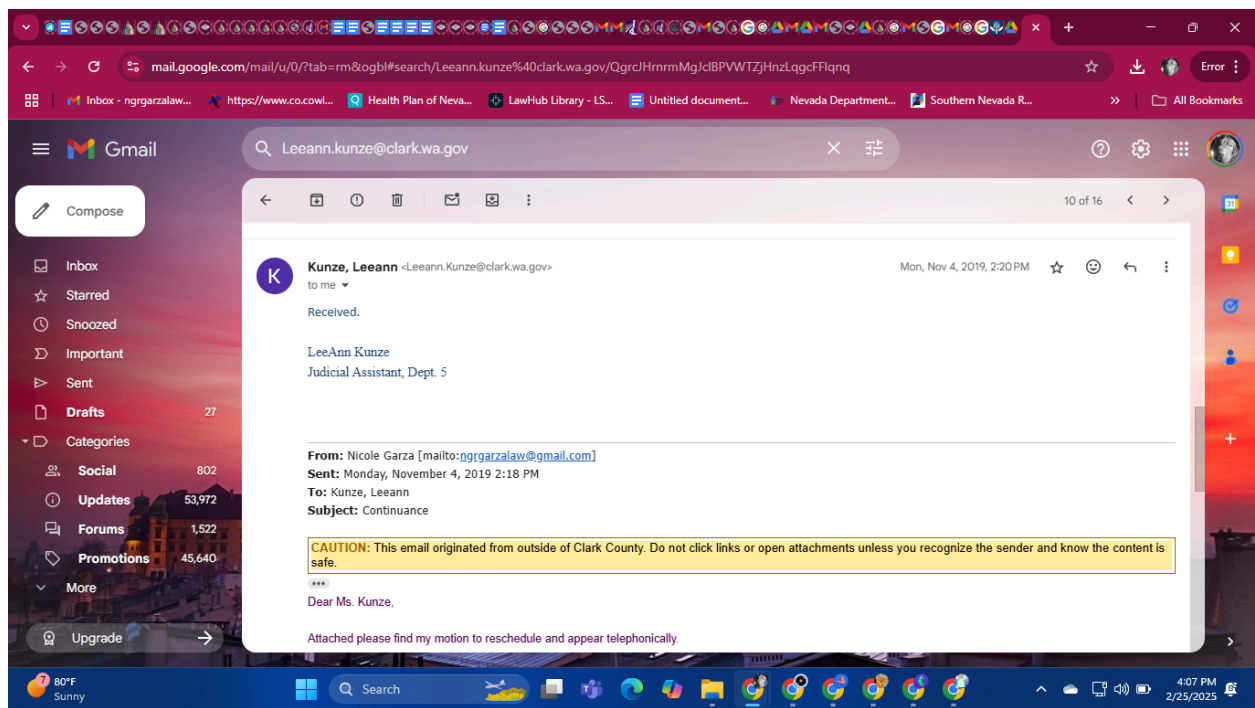 mail.google.com/mail/u/0/?tab=rm&ogbl#search/Leeann.kunze%40clark.wa.gov/QgrcJHrnrmMgJclBPVWTZjHnzLqgcFFlqnq
Error
Inbox - ngrgarzalaw... https://www.co.cowl... Health Plan of Neva... LawHub Library - LS... Untitled document... Nevada Department... Southern Nevada R... » All Bookmarks
Gmail
Leeann.kunze@clark.wa.gov
Compose
10 of 16
31
Inbox
Starred
Snoozed
Important
Sent
Drafts 27
Categories
Social 802
Updates 53,972
Forums 1,522
Promotions 45,640
More
Upgrade
K
Kunze, Leeann <Leeann.Kunze@clark.wa.gov> Mon, Nov 4, 2019, 2:20 PM
to me
Received.
LeeAnn Kunze
Judicial Assistant, Dept. 5
From: Nicole Garza [mailto:ngrgarzalaw@gmail.com]
Sent: Monday, November 4, 2019 2:18 PM
To: Kunze, Leeann
Subject: Continuance
CAUTION: This email originated from outside of Clark County. Do not click links or open attachments unless you recognize the sender and know the content is
safe.
Dear Ms. Kunze,
Attached please find my motion to reschedule and appear telephonically.
7
80°F
Sunny
Search
4:07 PM
2/25/2025